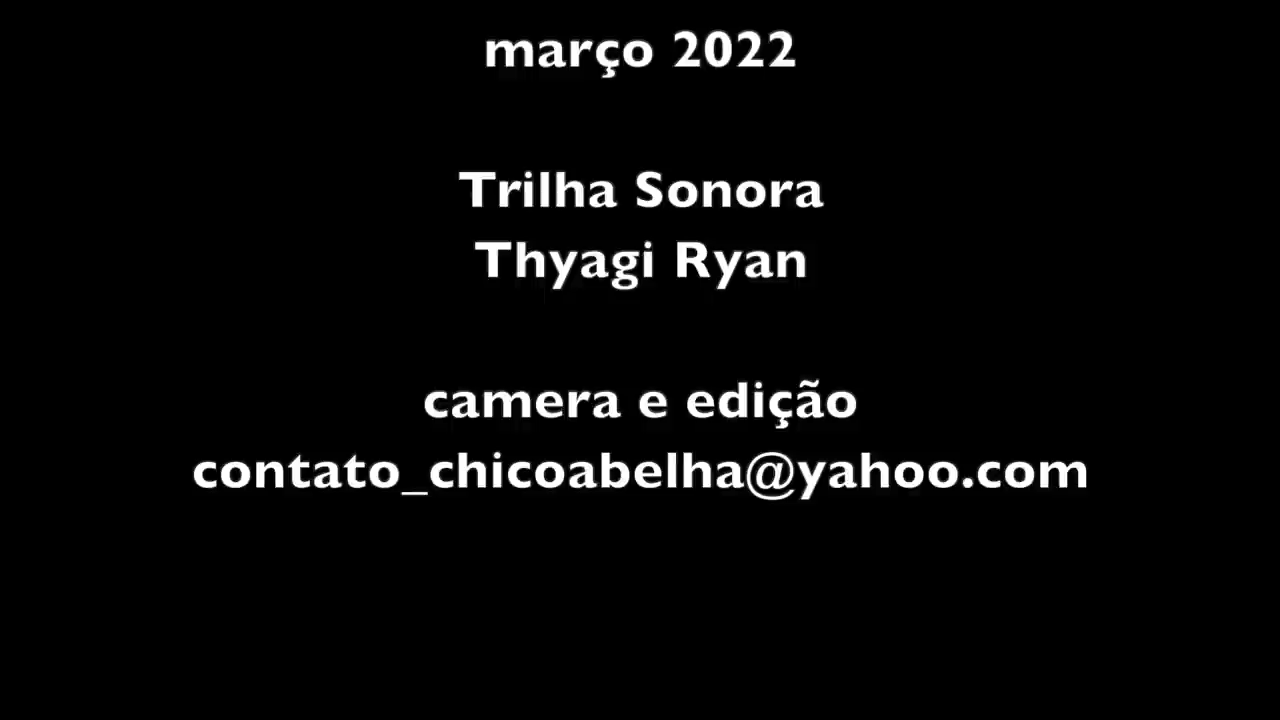 março 2022
Trilha Sonora
Thyagi Ryan
camera e edição
contato_chicoabelha@yahoo.com